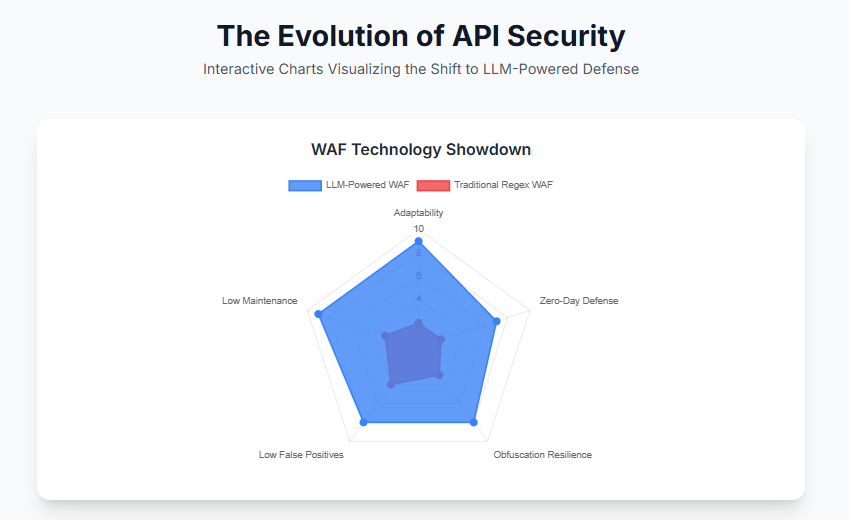 The Evolution of API Security
Interactive Charts Visualizing the Shift to LLM-Powered Defense
WAF Technology Showdown
LLM-Powered WAF Traditional Regex WAF
Adaptability
10
8
6
4
Low Maintenance
Zero-Day Defense
Low False Positives
Obfuscation Resilience